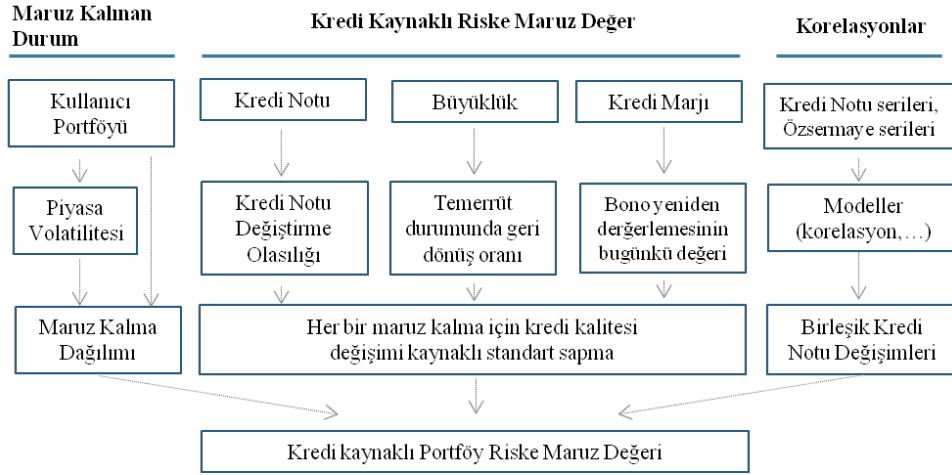 Maruz Kalınan
Durum
Kredi Kaynaklı Riske Maruz Değer
Korelasyonlar
Kullanıcı
Portföyü
Kredi Notu
Büyüklük
Kredi Marjı
Kredi Notu serileri,
Özsermaye serileri
Piyasa
Volatilitesi
Kredi Notu
Değiştirme
Olasılığı
Temerrüt
durumunda geri
dönüş oranı
Bono yeniden
derğerlemesinin
bugünkü değeri
Modeller
(korelasyon,…)
Maruz Kalma
Dağılımı
Her bir maruz kalma için kredi kalitesi
değişimi kaynaklı standart sapma
Birleşik Kredi
Notu Değişimleri
Kredi kaynaklı Portföy Riske Maruz Değeri